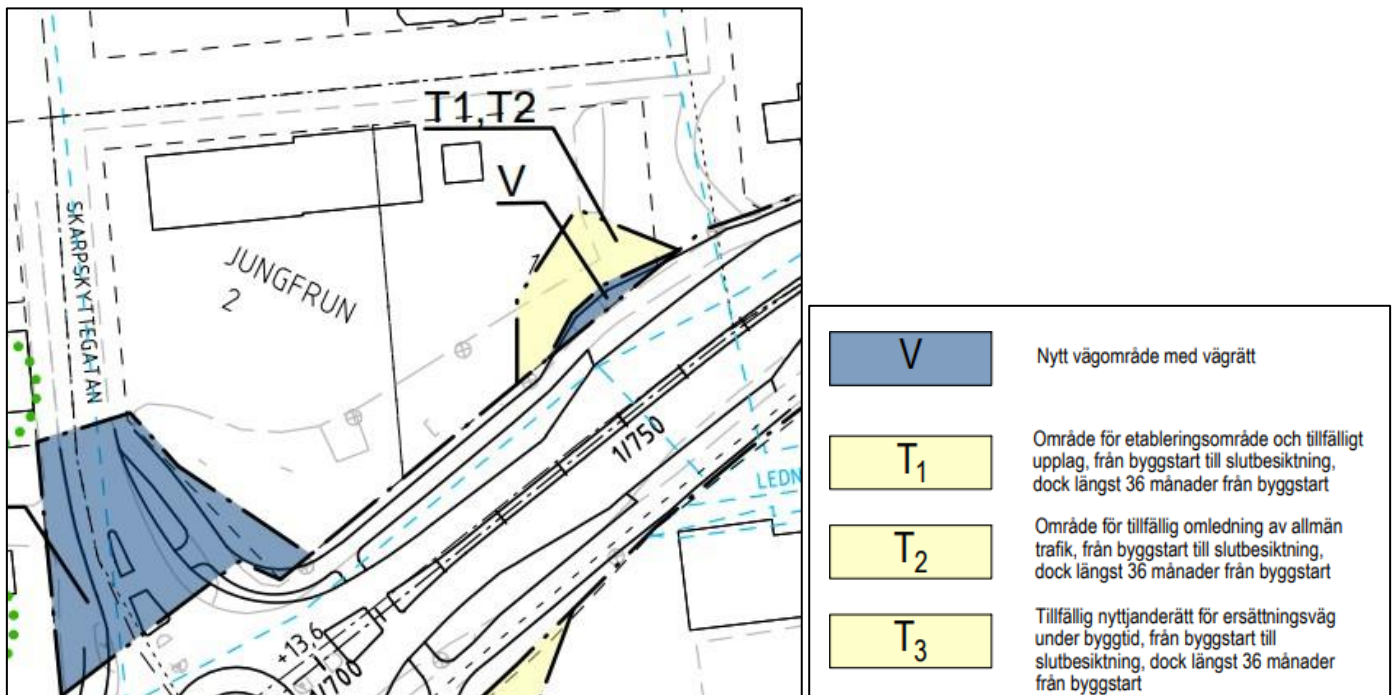 T1,T2
V
SKARPSKYTTEGATAN
JUNGFRUN
2
1
1/750
LEDN
+13,6
1/700
V
Nytt vägområde med vägrätt
T1
Område för etableringsområde och tillfälligt
upplag, från byggstart till slutbesiktning,
dock längst 36 månader från byggstart
T2
Område för tillfällig omledning av allmän
trafik, från byggstart till slutbesiktning,
dock längst 36 månader från byggstart
T3
Tillfällig nyttjanderätt för ersättningsväg
under byggtid, från byggstart till
slutbesiktning, dock längst 36 månader
från byggstart